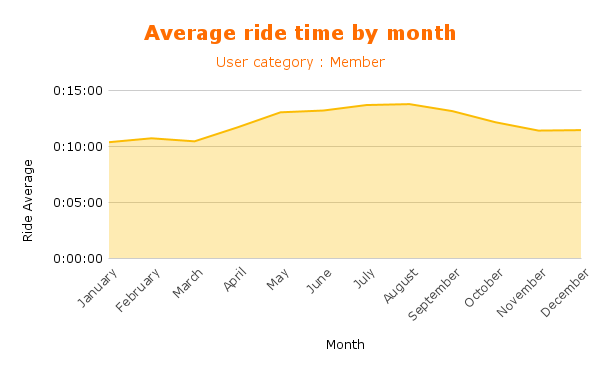 Average ride time by month
User category : Member
0:15:00
0:10:00
0:05:00
0:00:00
Ride Average
January
February
March
April
May
June
July
August
September
October
November
December
Month